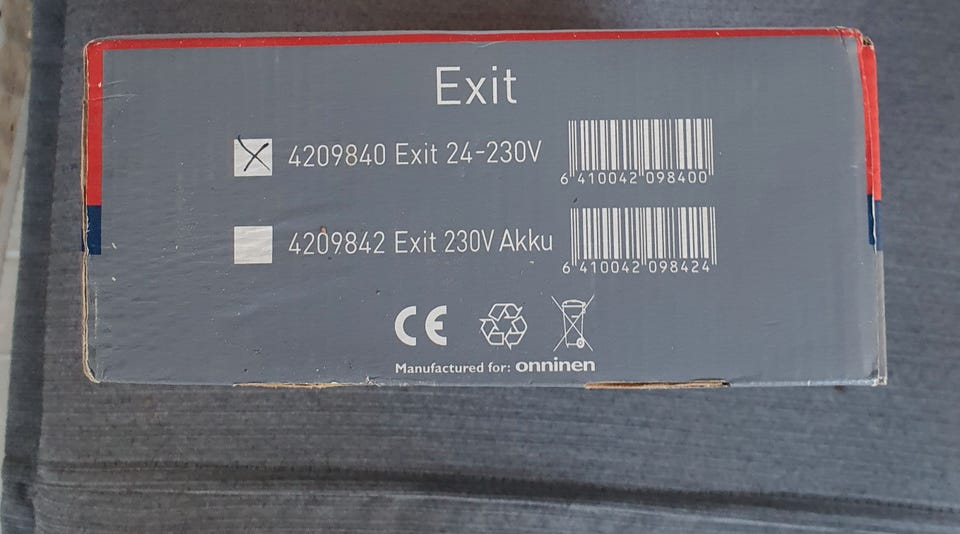 Exit
4209840 Exit 24-230V
6 410042 098400
4209842 Exit 230V Akku
6 410042 098424
CE
Manufactured for: onninen